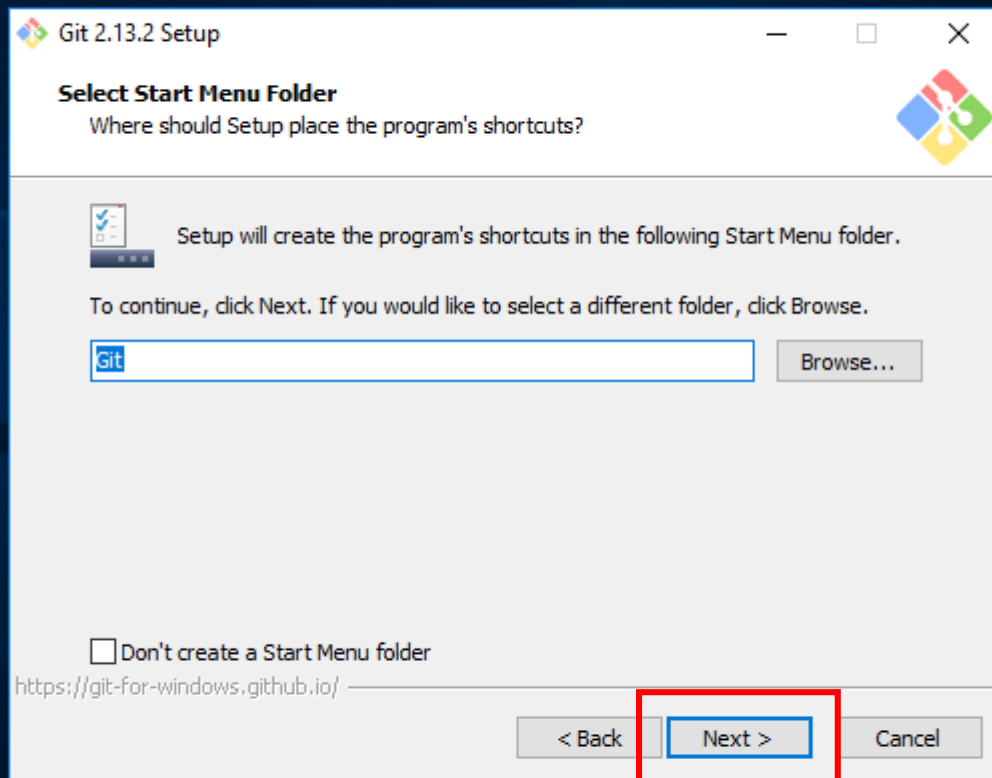 Git 2.13.2 Setup
Select Start Menu Folder
Where should Setup place the program's shortcuts?
Setup will create the program's shortcuts in the following Start Menu folder.
To continue, click Next. If you would like to select a different folder, click Browse.
Git
Browse...
Don't create a Start Menu folder
https://git-for-windows.github.io/
< Back
Next >
Cancel